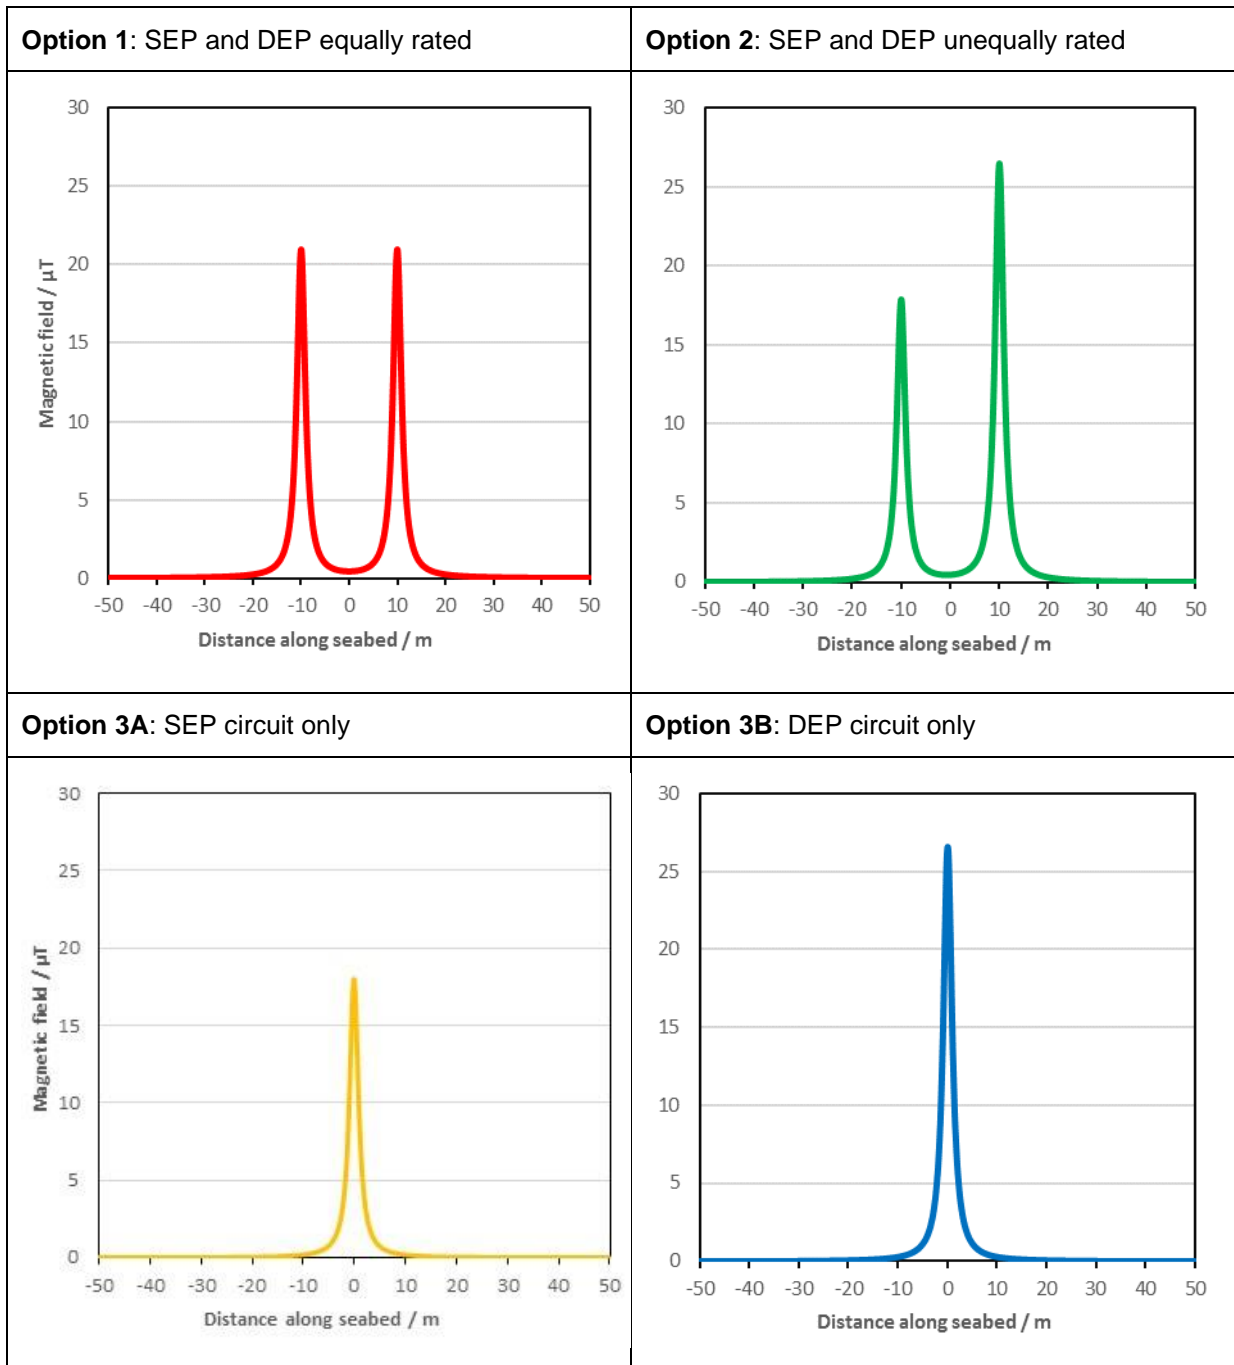 Option 1: SEP and DEP equally rated
Option 2: SEP and DEP unequally rated
30
25
20
15
10
5
0
Magnetic field / µT
-50 -40 -30 -20 -10 0 10 20 30 40 50
Distance along seabed / m
30
25
20
15
10
5
0
-50 -40 -30 -20 -10 0 10 20 30 40 50
Distance along seabed / m
Option 3A: SEP circuit only
Option 3B: DEP circuit only
30
25
20
15
10
5
0
Magnetic field / µT
-50 -40 -30 -20 -10 0 10 20 30 40 50
Distance along seabed / m
30
25
20
15
10
5
0
-50 -40 -30 -20 -10 0 10 20 30 40 50
Distance along seabed / m